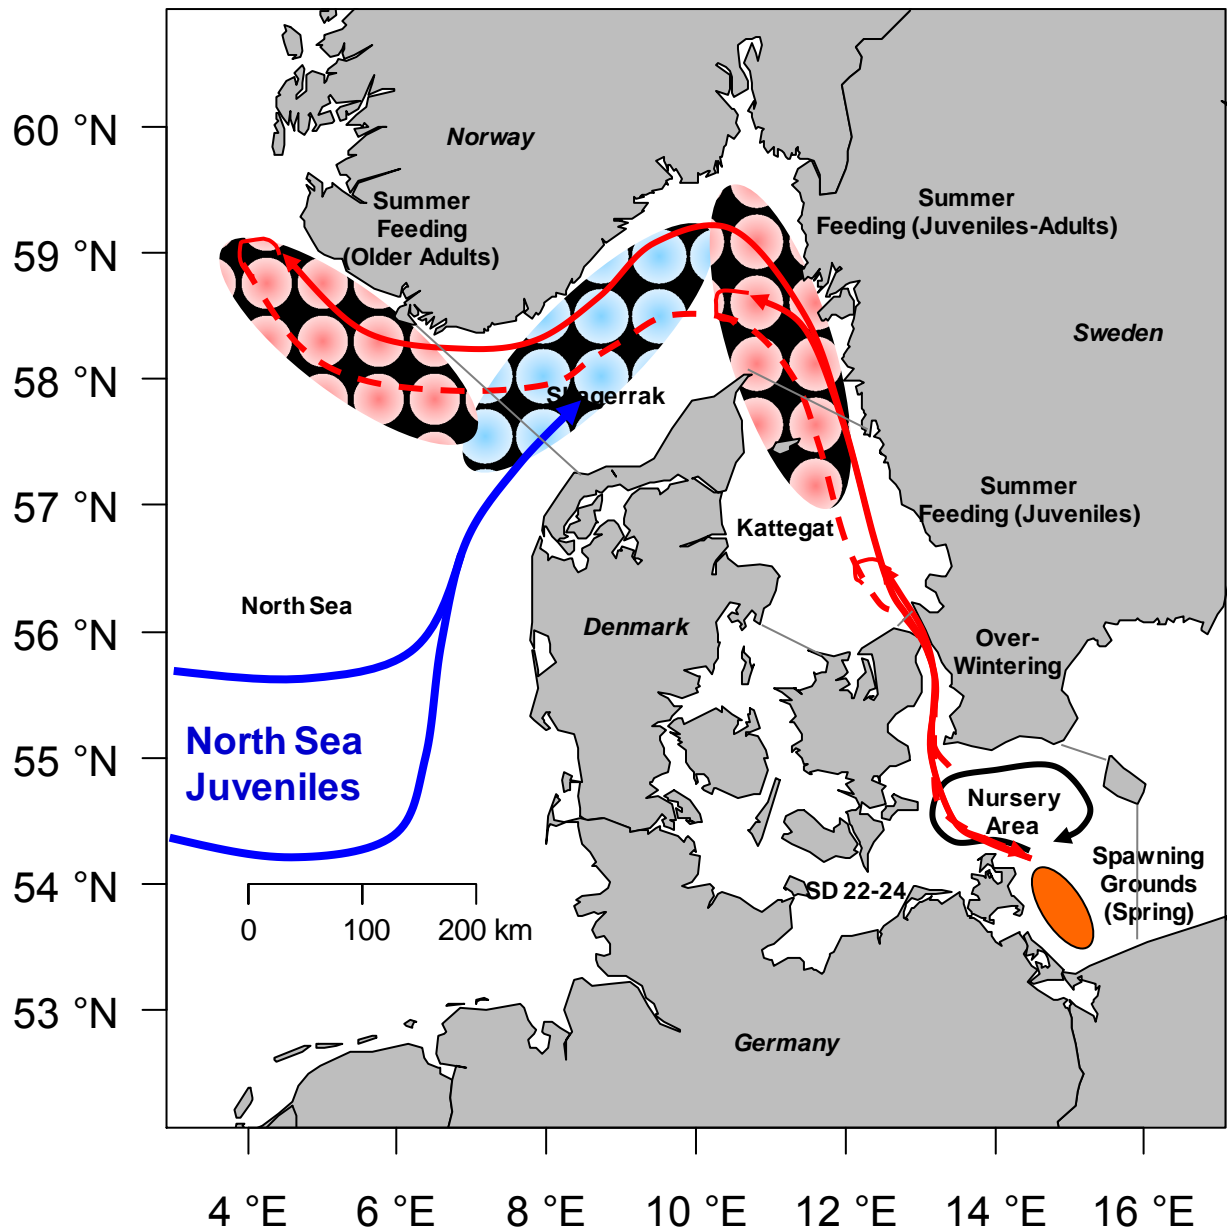 60 °N
Norway
Summer
Feeding
(Older Adults)
Summer
Feeding (Juveniles-Adults)
59 °N
Sweden
58 °N
Skagerrak
57 °N
Summer
Feeding (Juveniles)
Kattegat
North Sea
56 °N
Denmark
Over-
Wintering
North Sea
Juveniles
55 °N
Nursery
Area
Spawning
Grounds
(Spring)
54 °N
SD 22-24
0
100
200 km
53 °N
Germany
4 °E
6 °E
8 °E
10 °E
12 °E
14 °E
16 °E